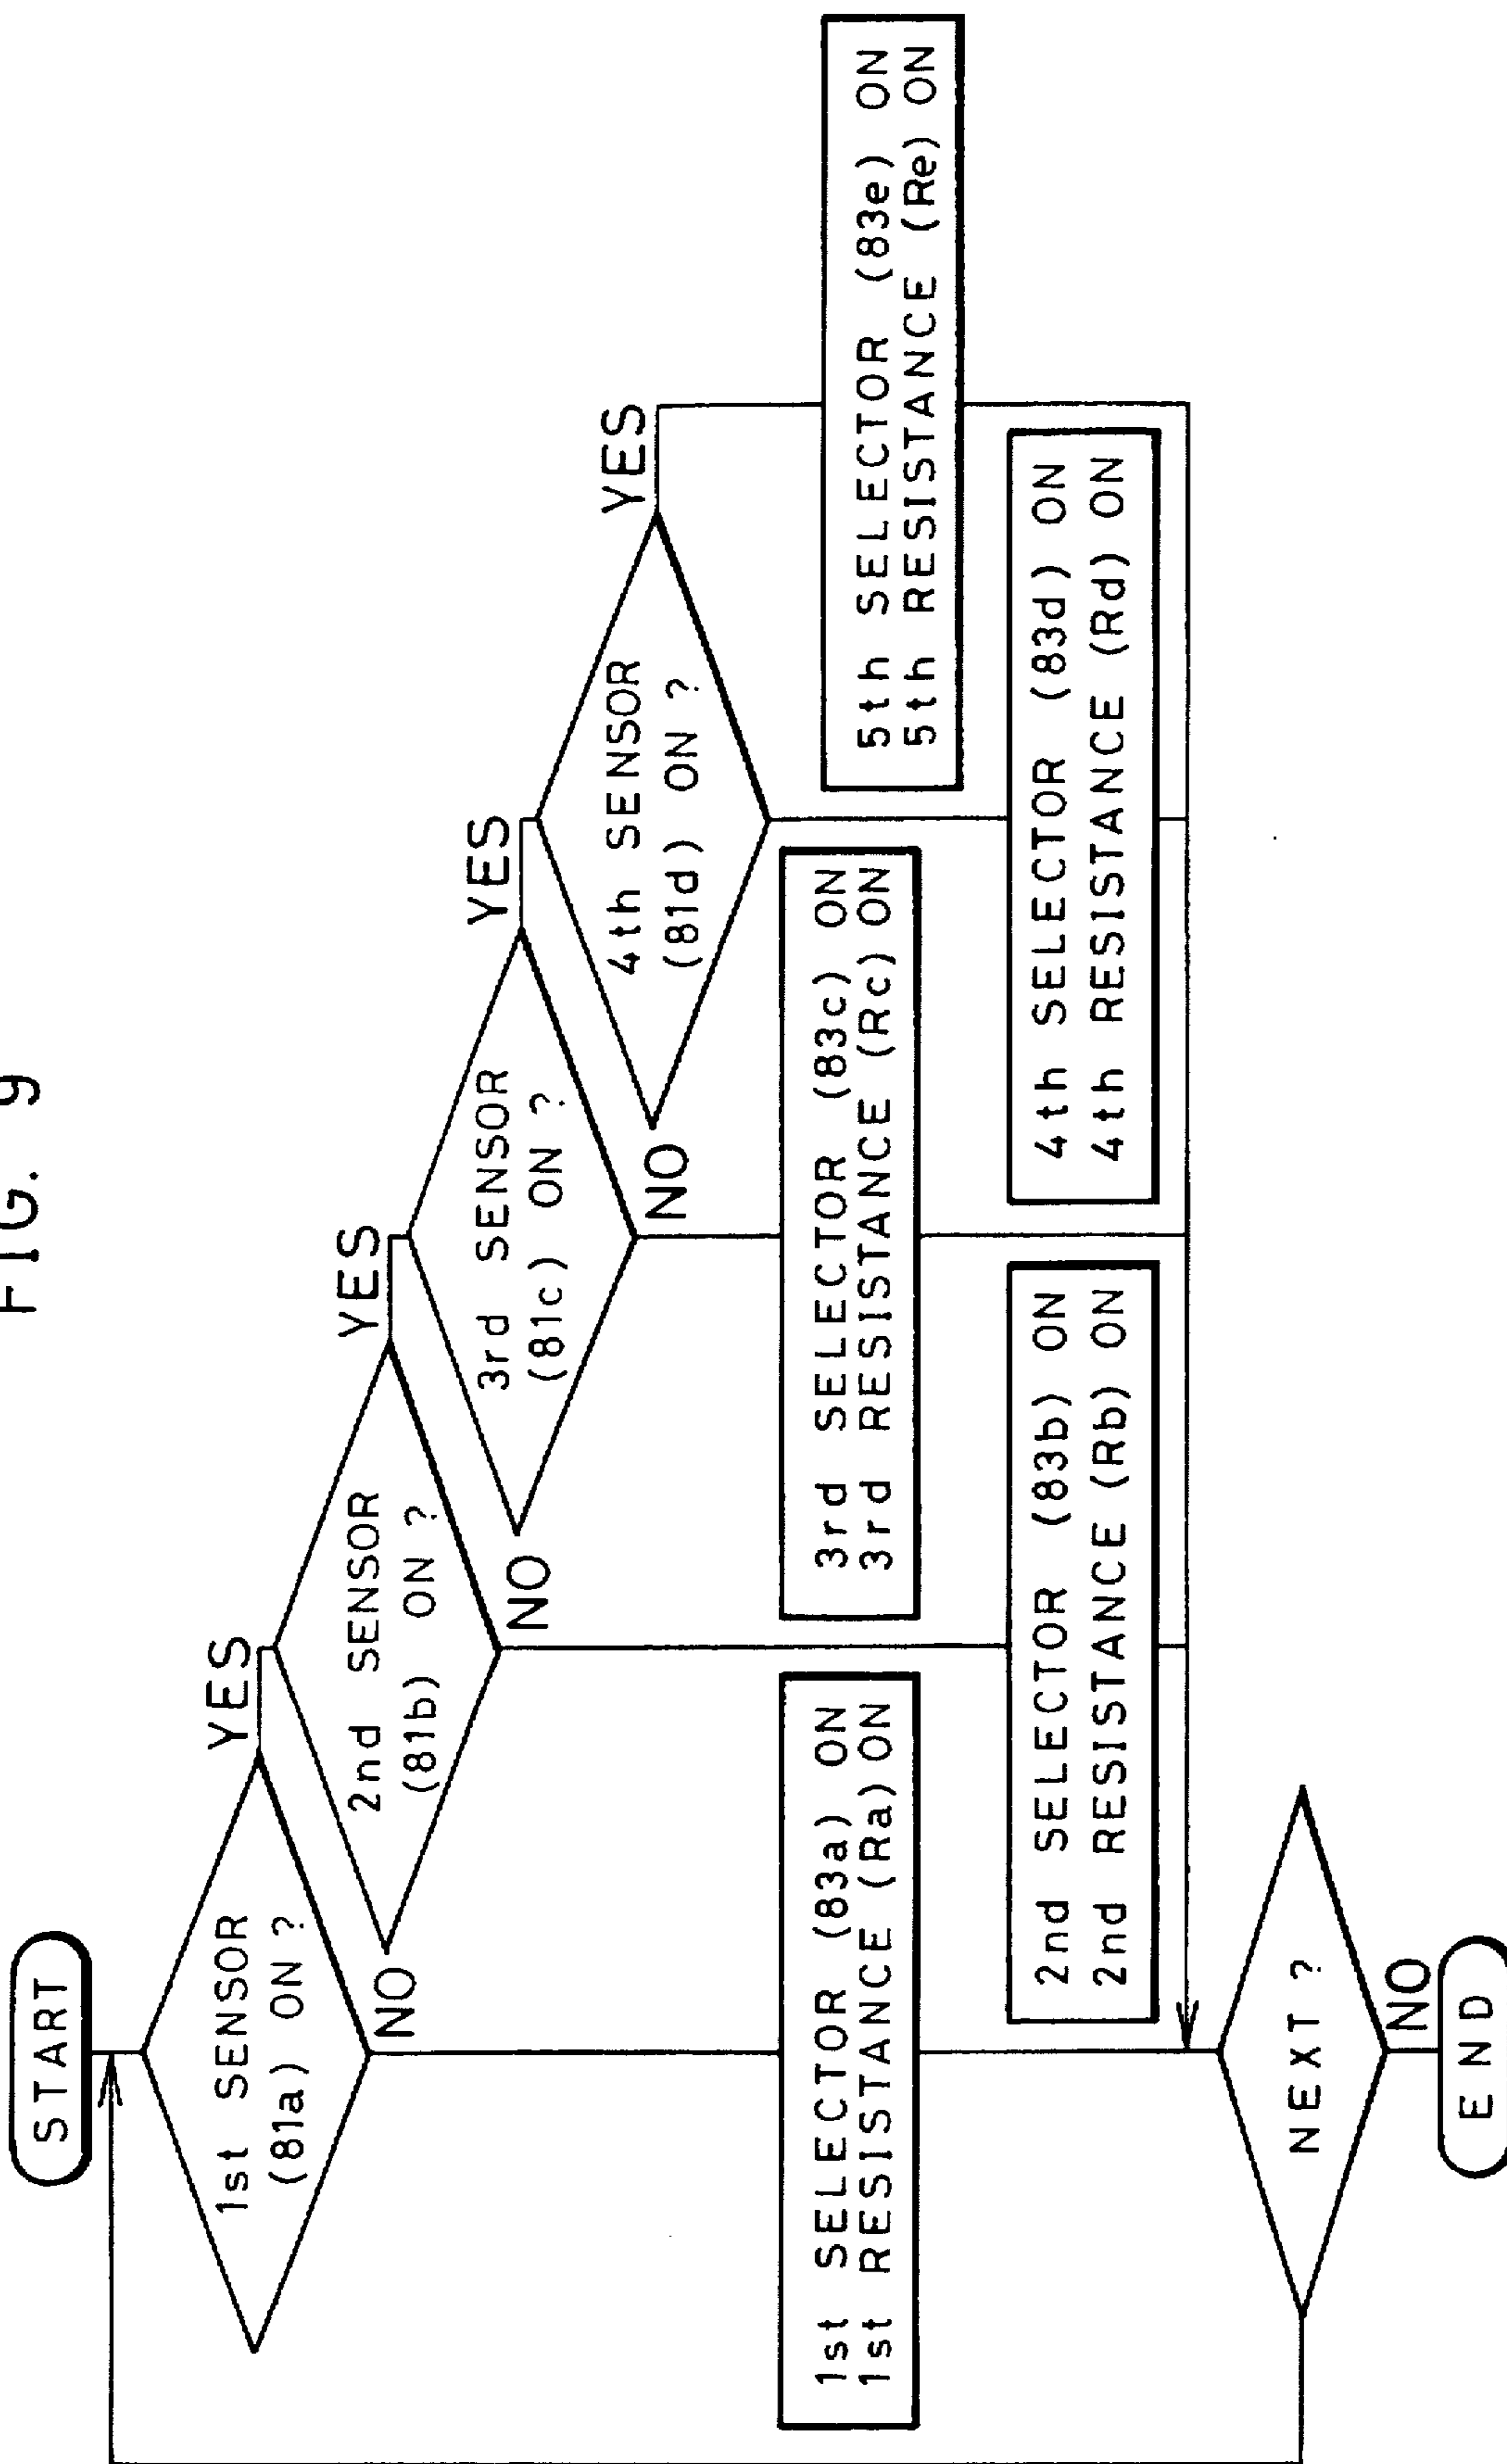 FIG. 9
START
1st SENSOR
(81a) ON ?
YES
NO
2nd SENSOR
(81b) ON ?
YES
NO
3rd SENSOR
(81c) ON ?
YES
NO
4th SENSOR
(81d) ON ?
YES
1st SELECTOR (83a) ON
1st RESISTANCE (Ra) ON
3rd SELECTOR (83c) ON
3rd RESISTANCE (Rc) ON
5th SELECTOR (83e) ON
5th RESISTANCE (Re) ON
2nd SELECTOR (83b) ON
2nd RESISTANCE (Rb) ON
4th SELECTOR (83d) ON
4th RESISTANCE (Rd) ON
NEXT ?
NO
END